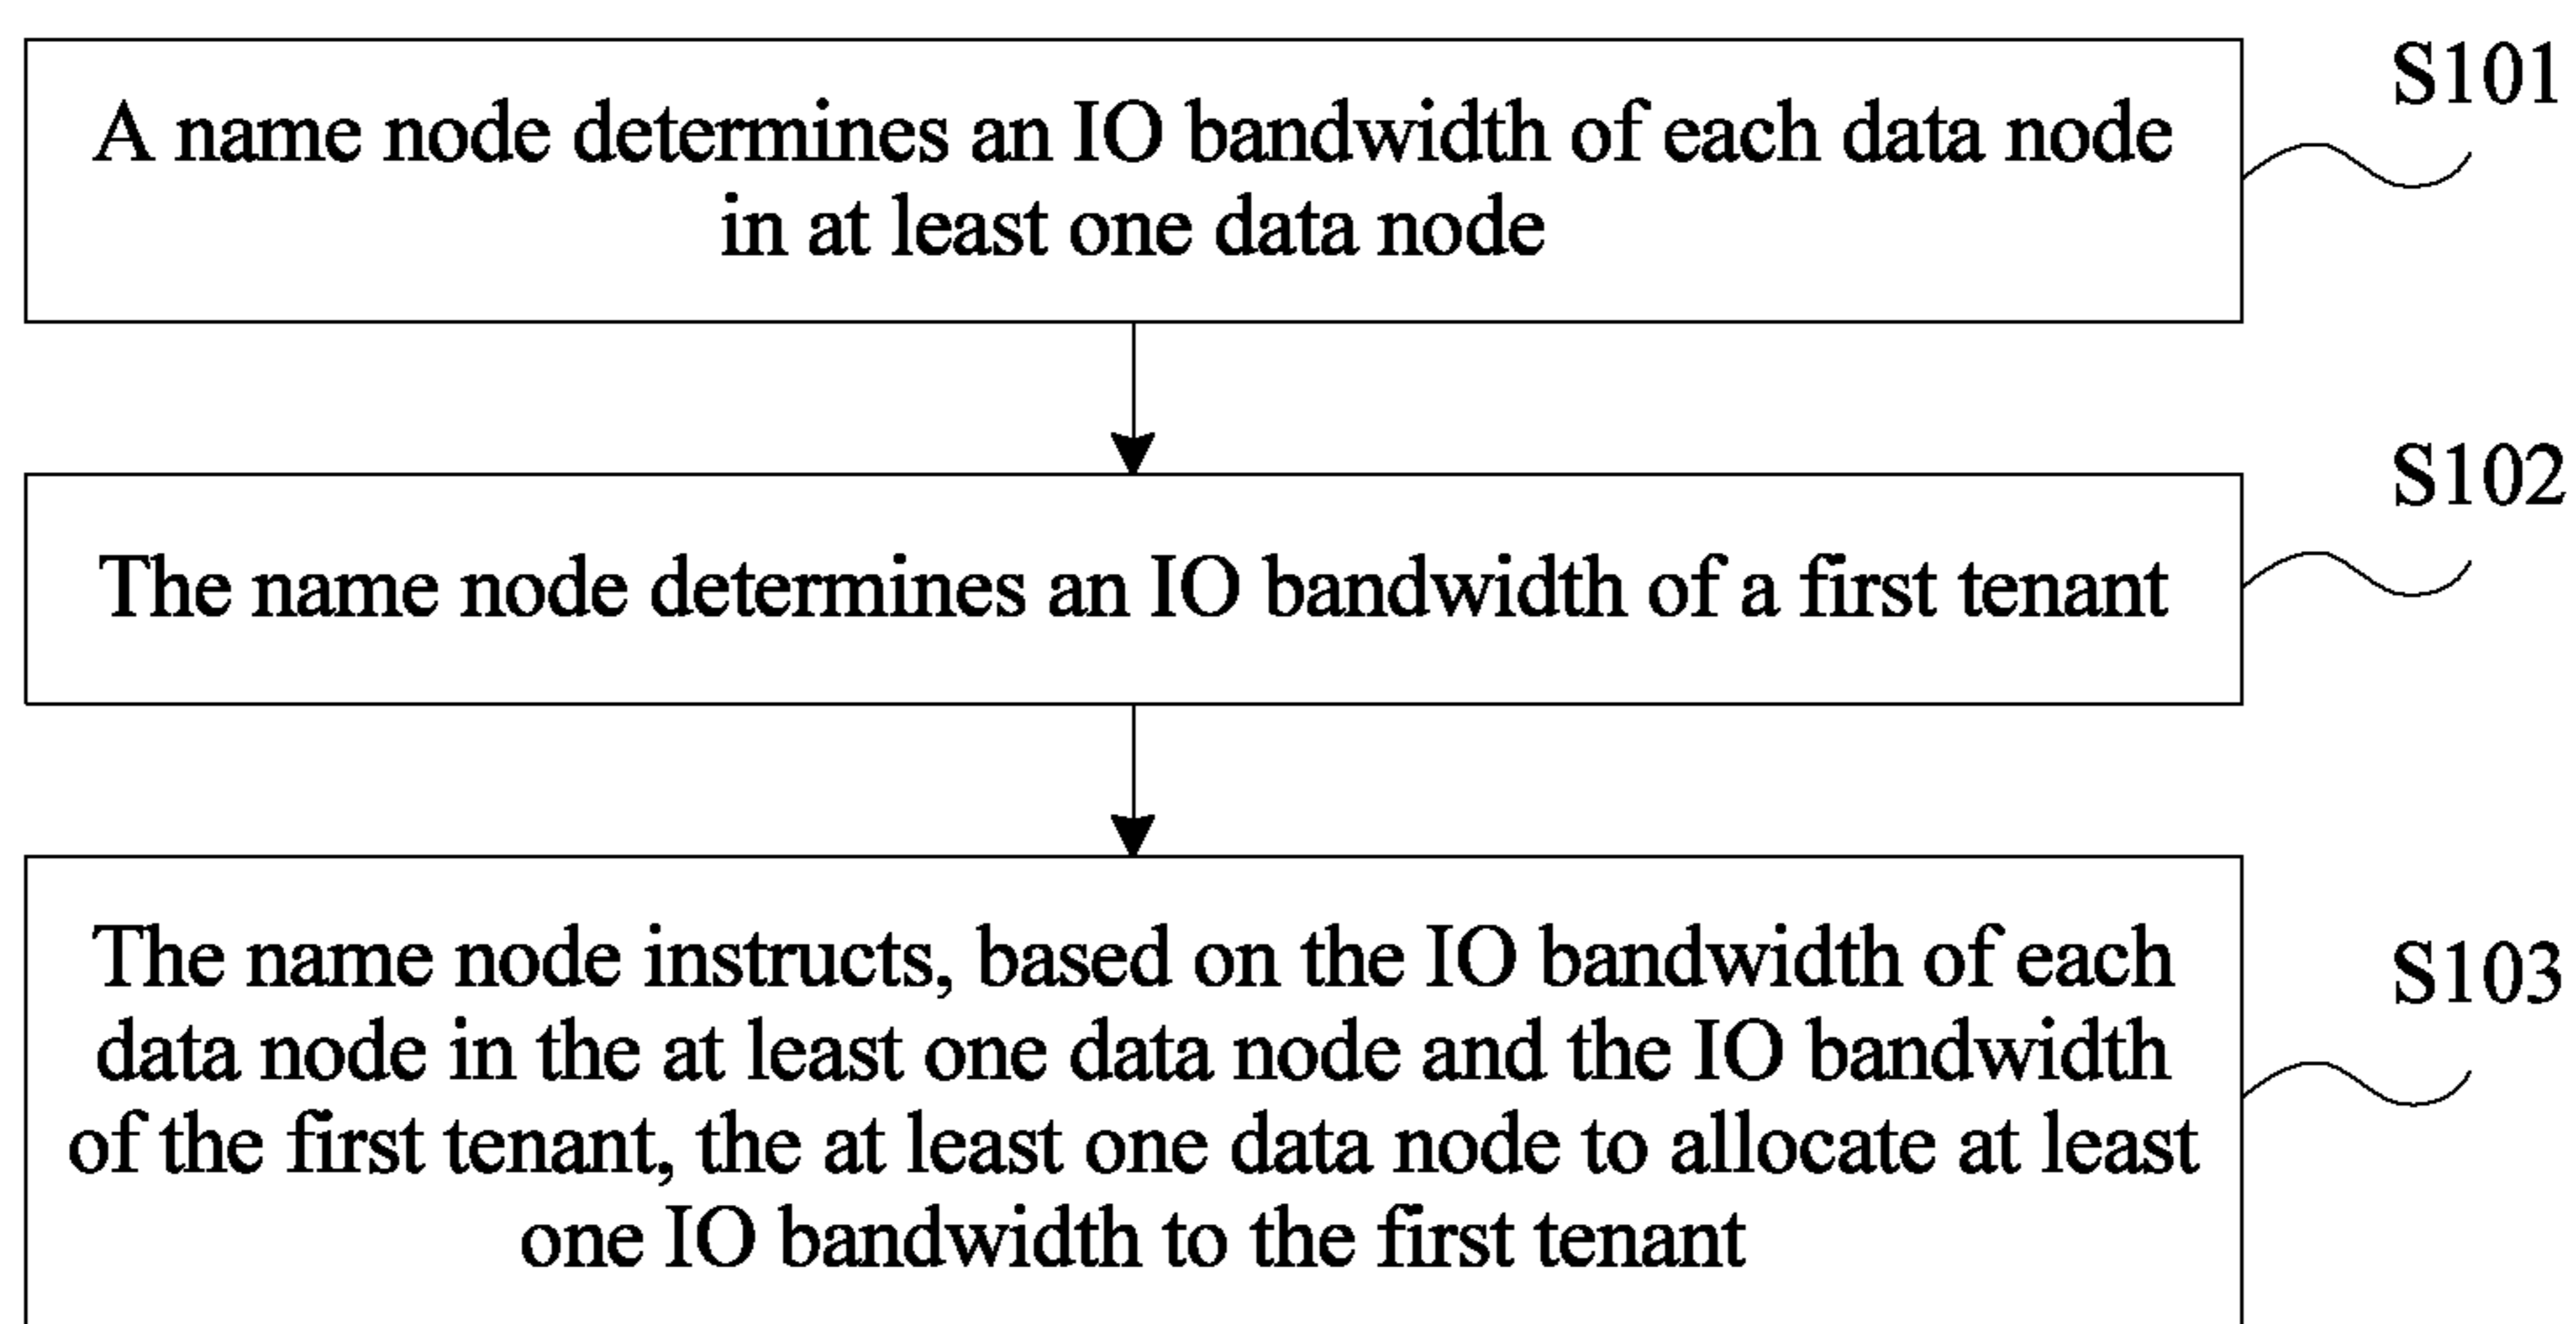 S101
A name node determines an IO bandwidth of each data node
in at least one data node
S102
The name node determines an IO bandwidth of a first tenant
The name node instructs, based on the IO bandwidth of each
S103
data node in the at least one data node and the IO bandwidth
of the first tenant, the at least one data node to allocate at least
one IO bandwidth to the first tenant